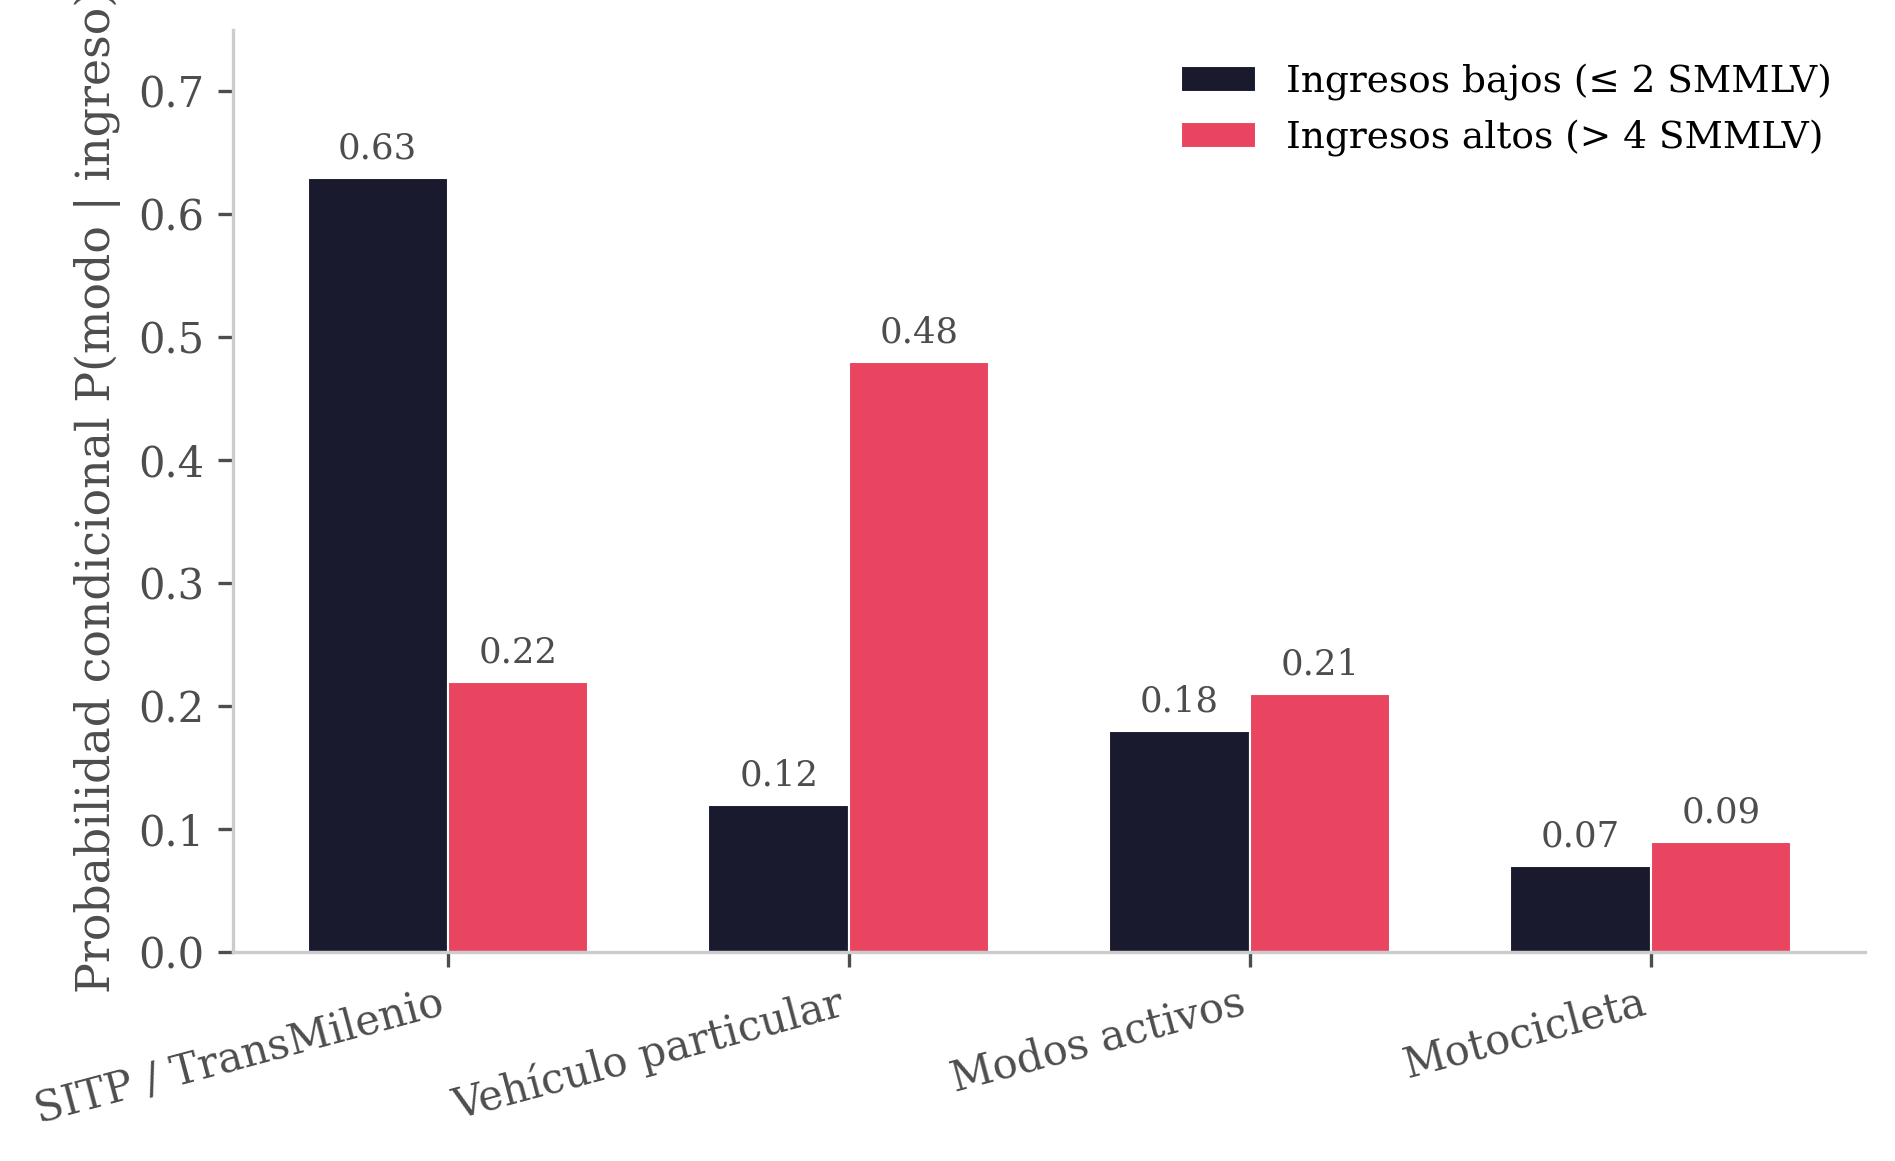 Probabilidad condicional P(modo | ingreso)
0.7
0.6
0.5
0.4
0.3
0.2
0.1
0.0
Ingresos bajos (≤ 2 SMMLV)
Ingresos altos (> 4 SMMLV)
0.63
0.22
0.12
0.48
0.18
0.21
0.07
0.09
SITP / TransMilenio
Vehículo particular
Modos activos
Motocicleta